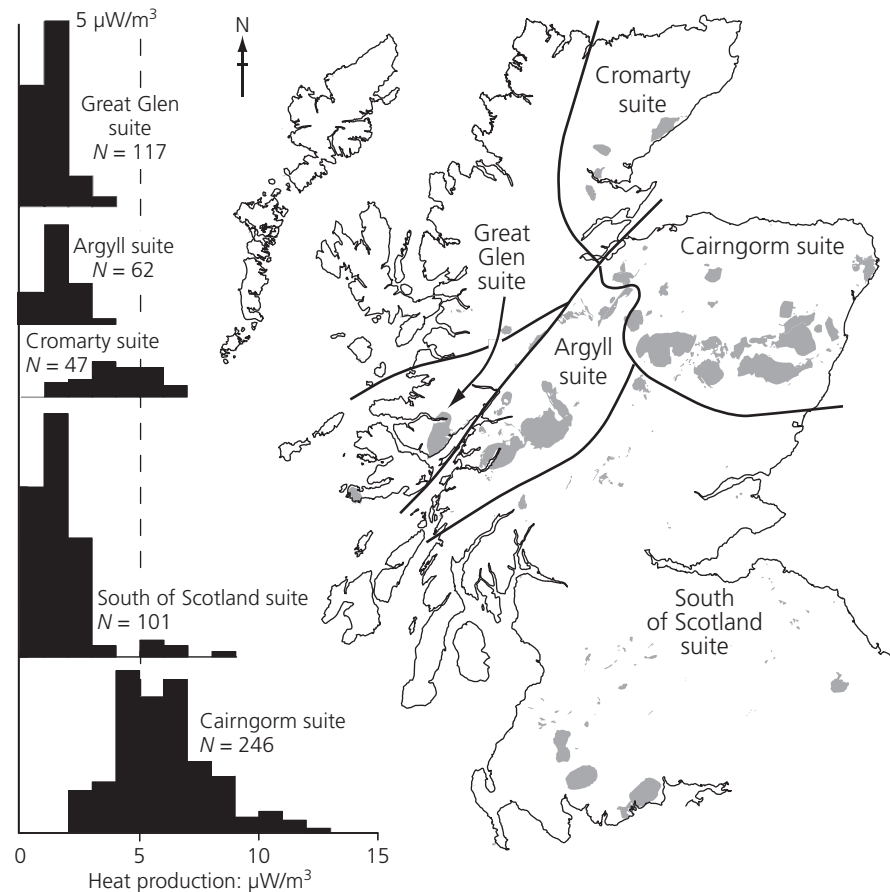 5 μW/m³
Great Glen
suite
N = 117
Argyll suite
N = 62
Cromarty suite
N = 47
South of Scotland suite
N = 101
Cairngorm suite
N = 246
0
5
10
15
Heat production: μW/m³
N
Cromarty
suite
Great
Glen
suite
Cairngorm suite
Argyll
suite
South
of Scotland
suite